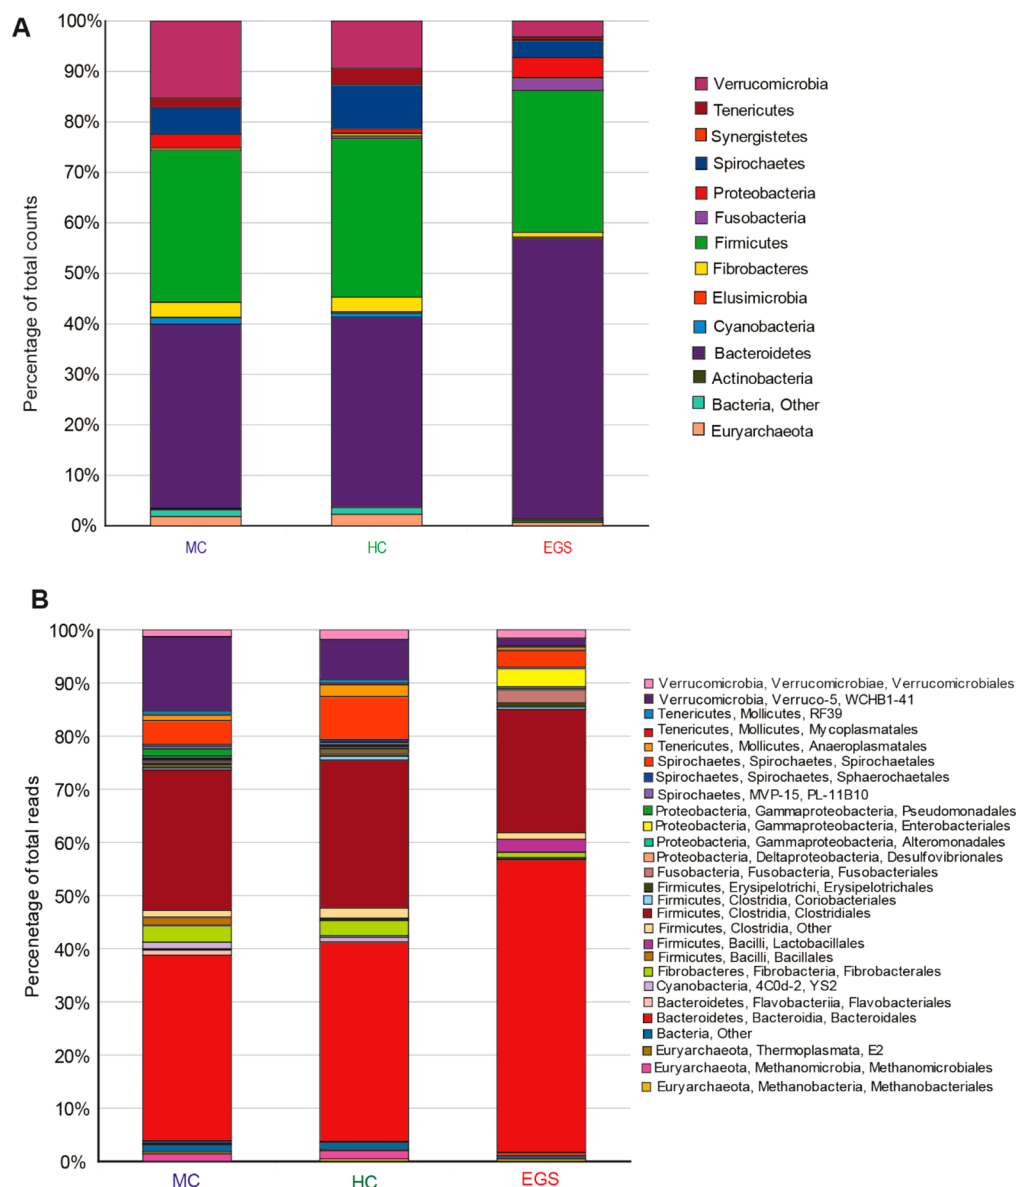 A
100%
90%
80%
70%
60%
50%
40%
30%
20%
10%
0%
Percentage of total counts
MC
HC
EGS
Verrucomicrobia
Tenericutes
Synergistetes
Spirochaetes
Proteobacteria
Fusobacteria
Firmicutes
Fibrobacteres
Elusimicrobia
Cyanobacteria
Bacteroidetes
Actinobacteria
Bacteria, Other
Euryarchaeota
B
100%
90%
80%
70%
60%
50%
40%
30%
20%
10%
0%
Percenetage of total reads
MC
HC
EGS
Verrucomicrobia, Verrucomicrobiae, Verrucomicrobiales
Verrucomicrobia, Verruco-5, WCHB1-41
Tenericutes, Mollicutes, RF39
Tenericutes, Mollicutes, Mycoplasmatales
Tenericutes, Mollicutes, Anaeroplasmatales
Spirochaetes, Spirochaetes, Spirochaetales
Spirochaetes, Spirochaetes, Sphaerochaetales
Spirochaetes, MVP-15, PL-11B10
Proteobacteria, Gammaproteobacteria, Pseudomonadales
Proteobacteria, Gammaproteobacteria, Enterobacteriales
Proteobacteria, Gammaproteobacteria, Alteromonadales
Proteobacteria, Deltaproteobacteria, Desulfovibrionales
Fusobacteria, Fusobacteria, Fusobacteriales
Firmicutes, Erysipelotrichi, Erysipelotrichales
Firmicutes, Clostridia, Coriobacteriales
Firmicutes, Clostridia, Clostridiales
Firmicutes, Clostridia, Other
Firmicutes, Bacilli, Lactobacillales
Firmicutes, Bacilli, Bacillales
Fibrobacteres, Fibrobacteria, Fibrobacterales
Cyanobacteria, 4C0d-2, YS2
Bacteroidetes, Flavobacteriia, Flavobacteriales
Bacteroidetes, Bacteroidia, Bacteroidales
Bacteria, Other
Euryarchaeota, Thermoplasmata, E2
Euryarchaeota, Methanomicrobia, Methanomicrobiales
Euryarchaeota, Methanobacteria, Methanobacteriales